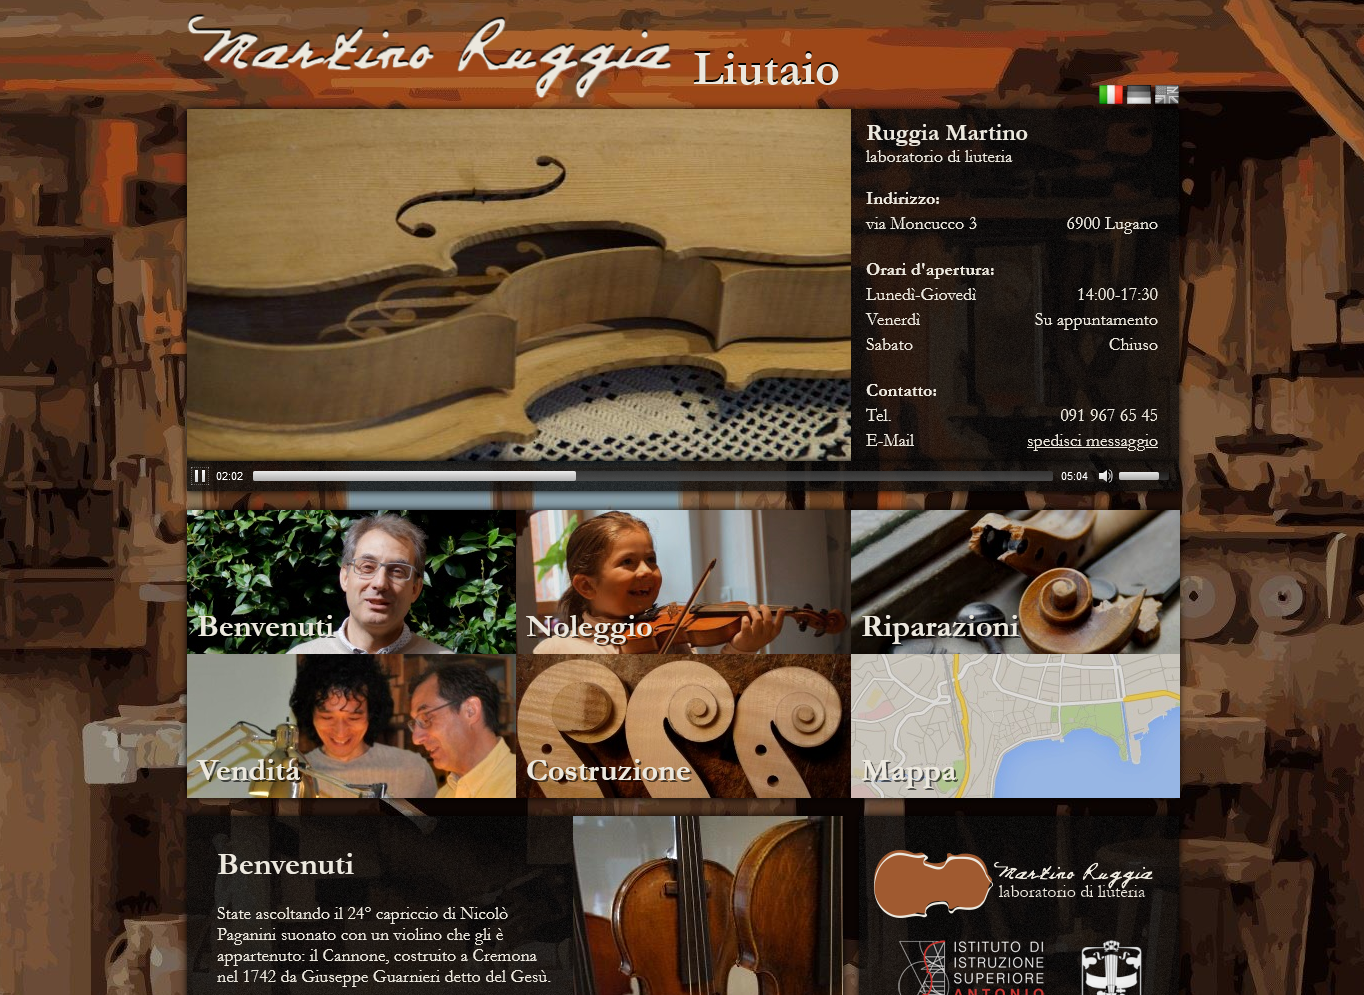 Martino Ruggia Liutaio
Ruggia Martino
laboratorio di liuteria
Indirizzo:
via Moncucco 3 6900 Lugano
Orari d'apertura:
Lunedì-Giovedì 14:00-17:30
Venerdì Su appuntamento
Sabato Chiuso
Contatto:
Tel. 091 967 65 45
E-Mail spedisci messaggio
02:02 05:04
Benvenuti Noleggio Riparazioni
Vendita Costruzione Mappa
Benvenuti
State ascoltando il 24° capriccio di Nicolò
Paganini suonato con un violino che gli è
appartenuto: il Cannone, costruito a Cremona
nel 1742 da Giuseppe Guarnieri detto del Gesù.
Martino Ruggia
laboratorio di liuteria
ISTITUTO DI
ISTRUZIONE
SUPERIORE
ANTONIO